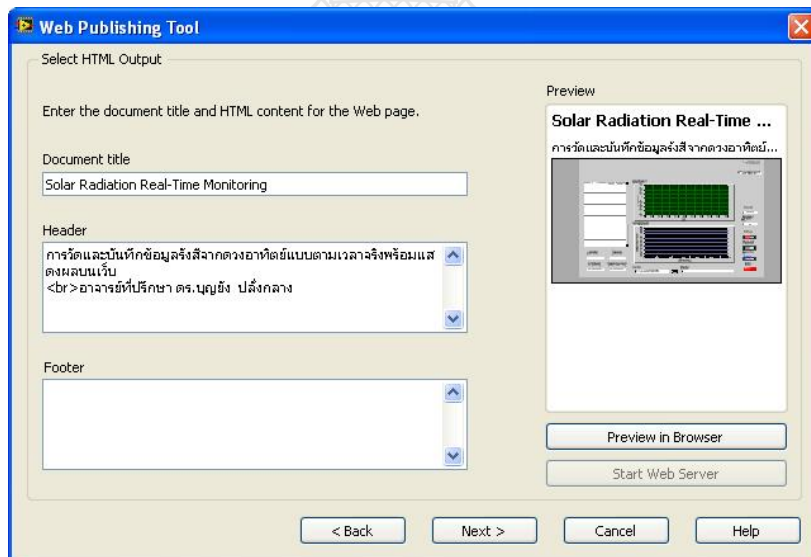 Web Publishing Tool
Select HTML Output
Enter the document title and HTML content for the Web page.
Document title
Solar Radiation Real-Time Monitoring
Header
การวัดและบันทึกข้อมูลรังสีจากดวงอาทิตย์แบบตามเวลาจริงพร้อมแส
ดงผลบนเว็บ
<br>อาจารย์ที่ปรึกษา ดร.บุญยัง ปลั่งกลาง
Footer
Preview
Solar Radiation Real-Time ...
การวัดและบันทึกข้อมูลรังสีจากดวงอาทิตย์...
Preview in Browser
Start Web Server
< Back
Next >
Cancel
Help